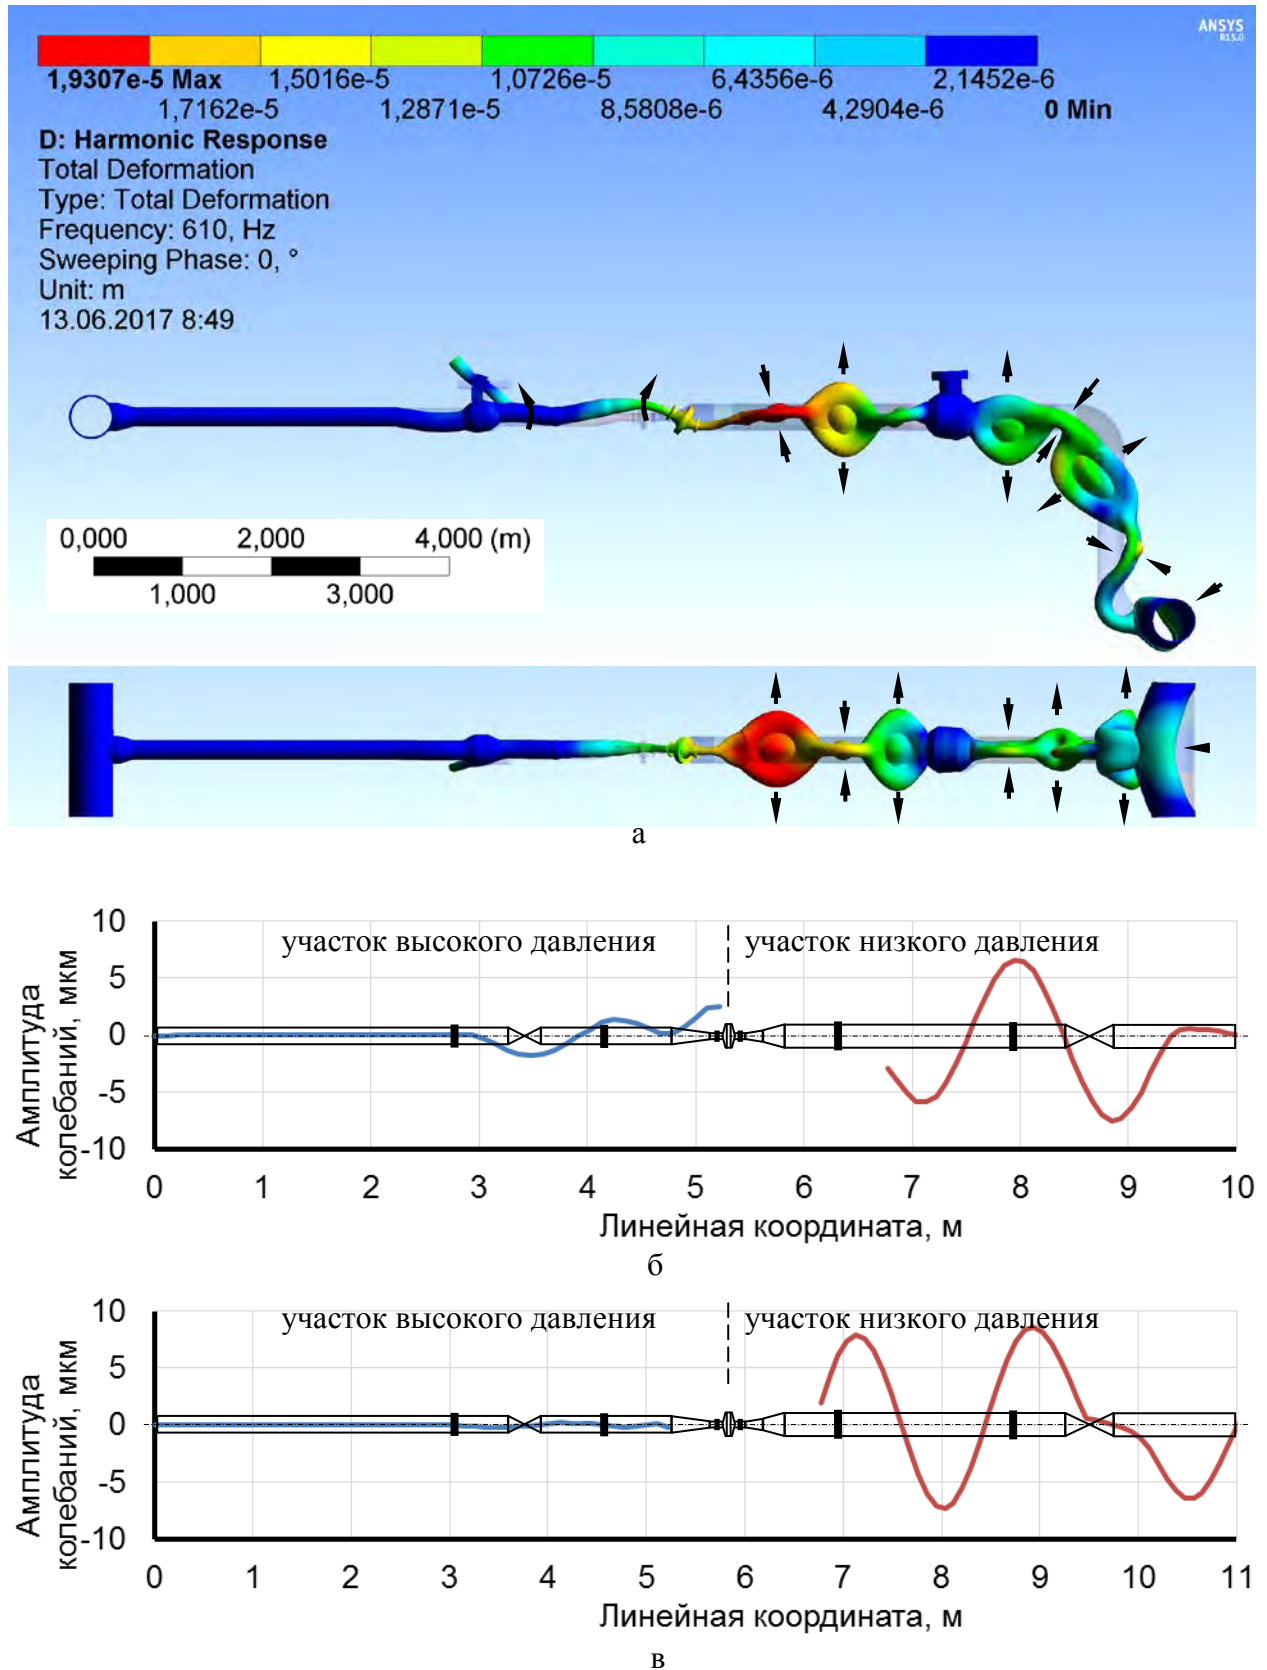 ANSYS
R15.0
1,9307e-5 Max 1,5016e-5 1,0726e-5 6,4356e-6 2,1452e-6
1,7162e-5 1,2871e-5 8,5808e-6 4,2904e-6 0 Min
D: Harmonic Response
Total Deformation
Type: Total Deformation
Frequency: 610, Hz
Sweeping Phase: 0, °
Unit: m
13.06.2017 8:49
0,000 2,000 4,000 (m)
1,000 3,000
а
Амплитуда
колебаний, мкм
10
5
0
-5
-10
участок высокого давления участок низкого давления
0 1 2 3 4 5 6 7 8 9 10
Линейная координата, м
б
Амплитуда
колебаний, мкм
10
5
0
-5
-10
участок высокого давления участок низкого давления
0 1 2 3 4 5 6 7 8 9 10 11
Линейная координата, м
в